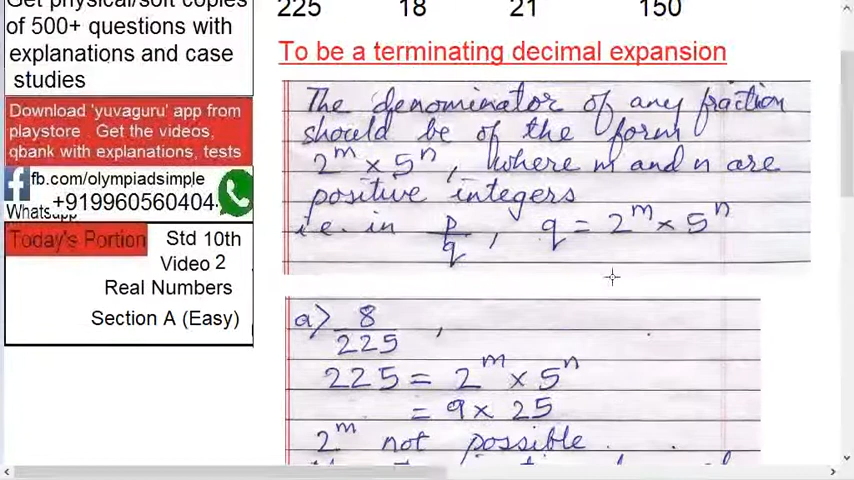 Get physical/soft copies
of 500+ questions with
explanations and case
studies
Download 'yuvaguru' app from
playstore . Get the videos,
qbank with explanations, tests
fb.com/olympiadsimple
Whatsapp +919960560404
Today's Portion
Std 10th
Video 2
Real Numbers
Section A (Easy)
225 18 21 150
To be a terminating decimal expansion
The denominator of any fraction
should be of the form
2^m × 5^n, where m and n are
positive integers
i.e. in p/q, q = 2^m × 5^n
a> 8/225 ,
225 = 2^m × 5^n
= 9 × 25
2^m not possible